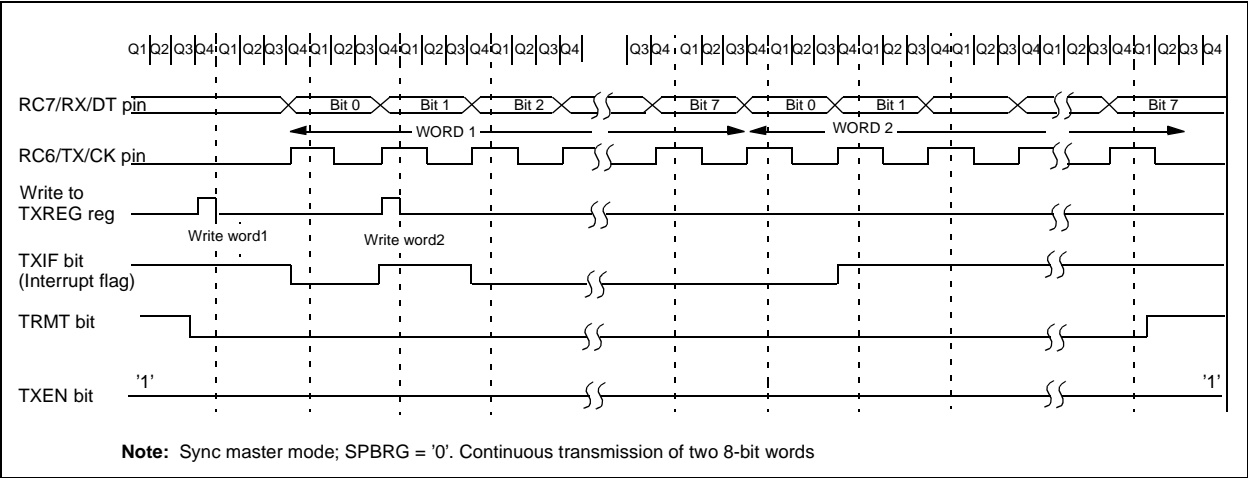 Q1 Q2 Q3 Q4 Q1 Q2 Q3 Q4 Q1 Q2 Q3 Q4 Q1 Q2 Q3 Q4 Q1 Q2 Q3 Q4 Q3 Q4 Q1 Q2 Q3 Q4 Q1 Q2 Q3 Q4 Q1 Q2 Q3 Q4 Q1 Q2 Q3 Q4 Q1 Q2 Q3 Q4 Q1 Q2 Q3 Q4
RC7/RX/DT pin Bit 0 Bit 1 Bit 2 Bit 7 Bit 0 Bit 1 Bit 7
WORD 1 WORD 2
RC6/TX/CK pin
Write to
TXREG reg
Write word1 Write word2
TXIF bit
(Interrupt flag)
TRMT bit
'1' '1'
TXEN bit
Note: Sync master mode; SPBRG = '0'. Continuous transmission of two 8-bit words